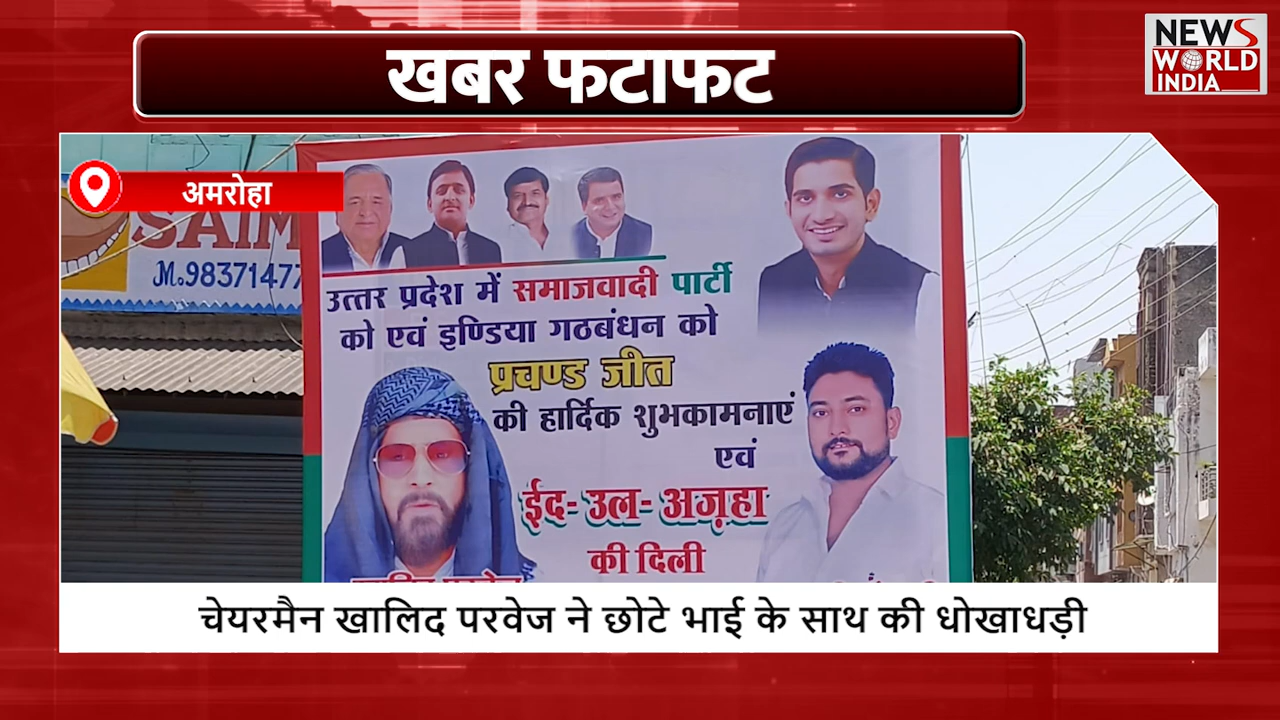 खबर फटाफट
NEWS
WORLD
INDIA
अमरोहा
SAIM
M.9837147
उत्तर प्रदेश में समाजवादी पार्टी
को एवं इण्डिया गठबंधन को
प्रचण्ड जीत
की हार्दिक शुभकामनाएं
एवं
ईद-उल-अज़हा
की दिली
चेयरमैन खालिद परवेज ने छोटे भाई के साथ की धोखाधड़ी